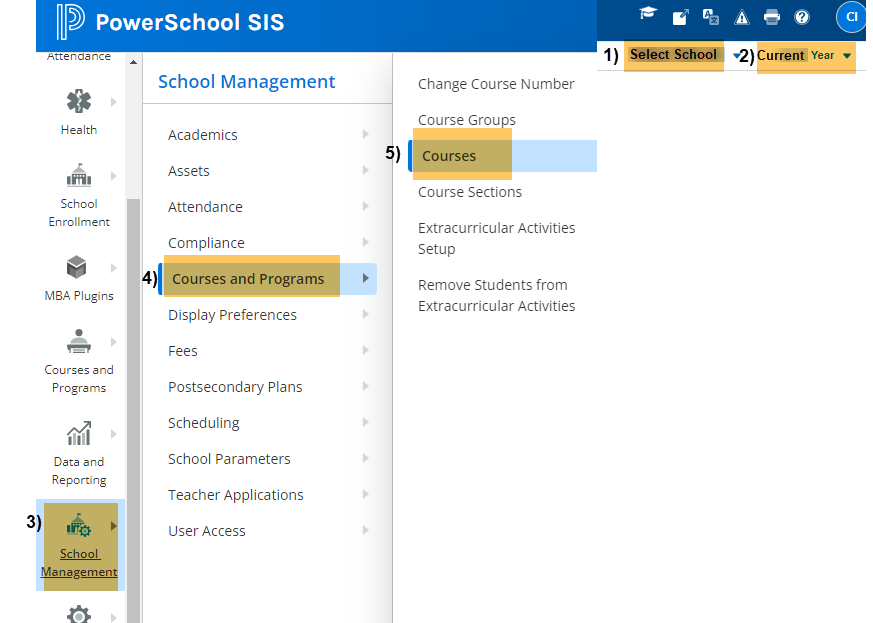 PowerSchool SIS
CI
1) Select School
2) Current Year
Attendance
Health
School
Enrollment
MBA Plugins
Courses and
Programs
Data and
Reporting
3)
School
Management
School Management
Academics
Assets
Attendance
Compliance
4) Courses and Programs
Display Preferences
Fees
Postsecondary Plans
Scheduling
School Parameters
Teacher Applications
User Access
Change Course Number
Course Groups
5) Courses
Course Sections
Extracurricular Activities
Setup
Remove Students from
Extracurricular Activities